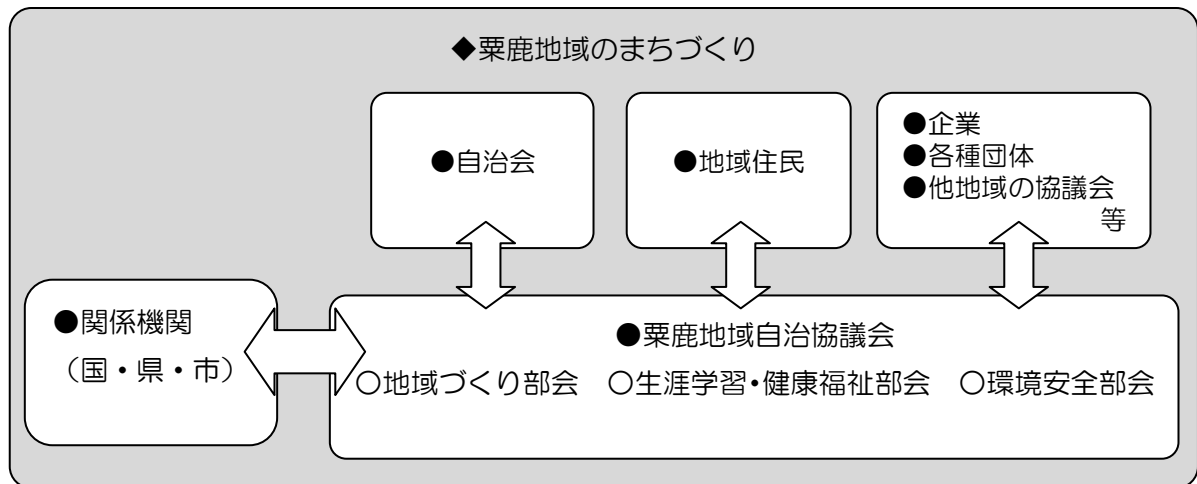 ◆粟鹿地域のまちづくり
●自治会
●地域住民
●企業
●各種団体
●他地域の協議会
等
●関係機関
（国・県・市）
●粟鹿地域自治協議会
○地域づくり部会　○生涯学習・健康福祉部会　○環境安全部会